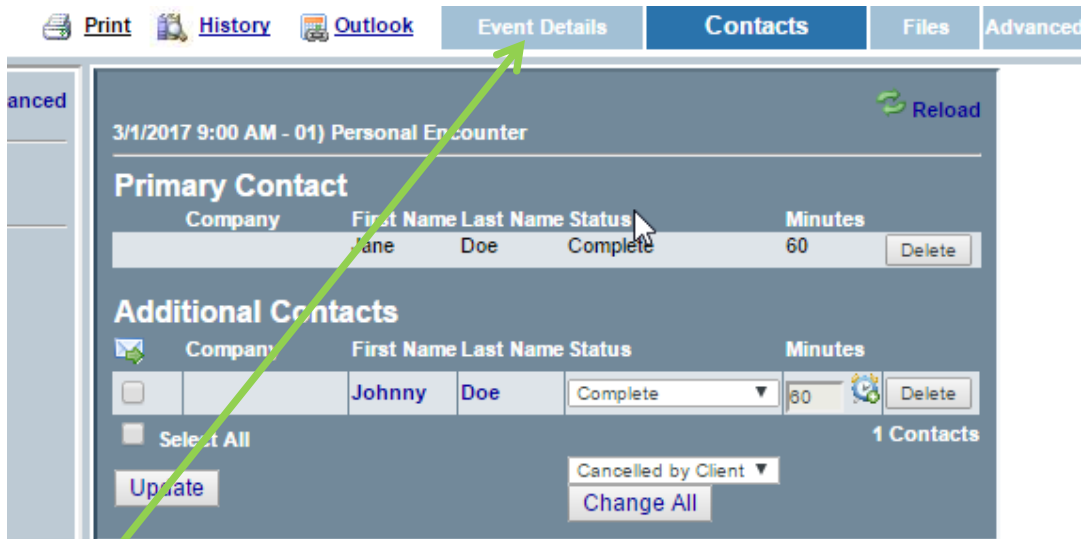 Print History Outlook Event Details Contacts Files Advanced
anced
Reload
3/1/2017 9:00 AM - 01) Personal Encounter
Primary Contact
Company First Name Last Name Status Minutes
Jane Doe Complete 60 Delete
Additional Contacts
Company First Name Last Name Status Minutes
Johnny Doe Complete 60 Delete
Select All 1 Contacts
Cancelled by Client
Update Change All